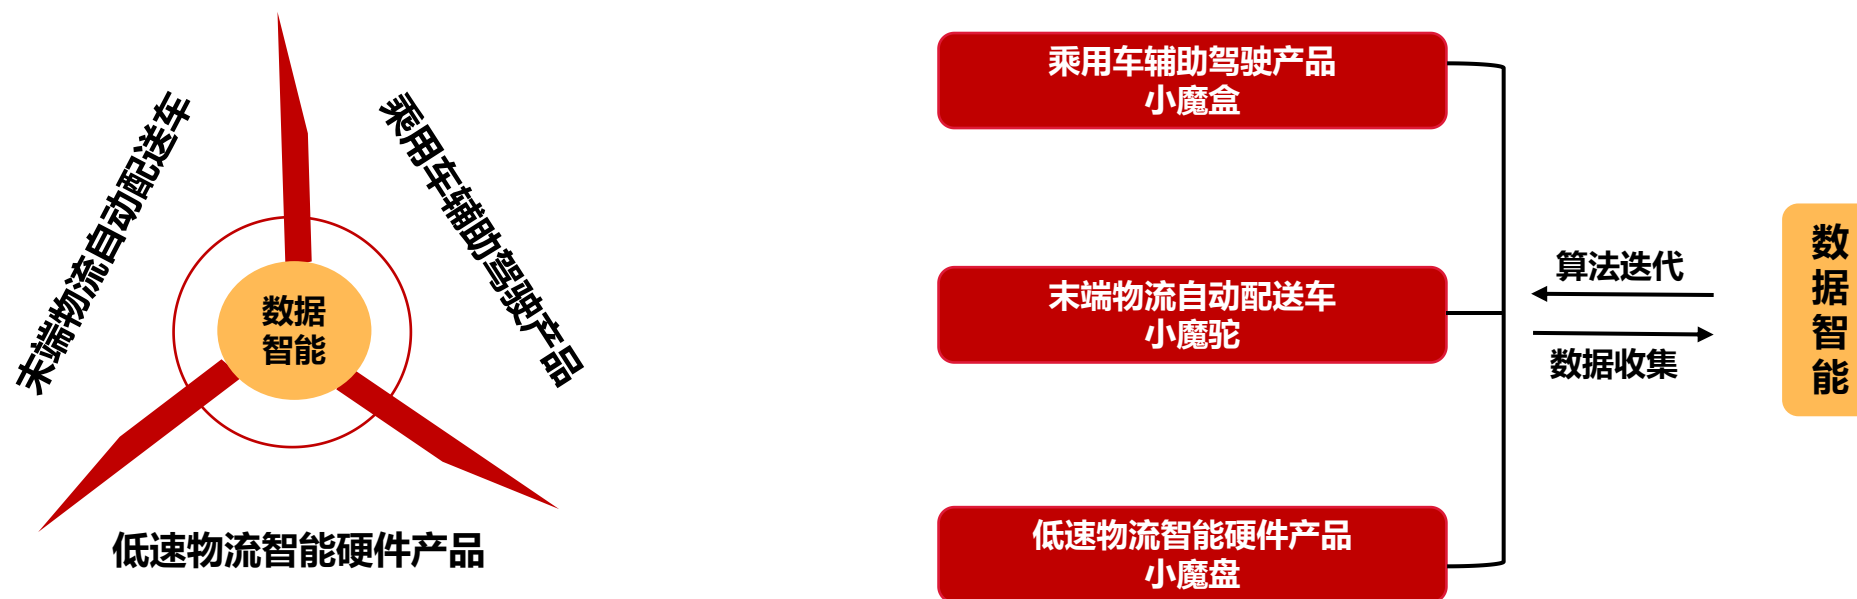 末端物流自动配送车
乘用车辅助驾驶产品
数据
智能
低速物流智能硬件产品
乘用车辅助驾驶产品
小魔盒
末端物流自动配送车
小魔驼
低速物流智能硬件产品
小魔盘
算法迭代
数据收集
数据智能